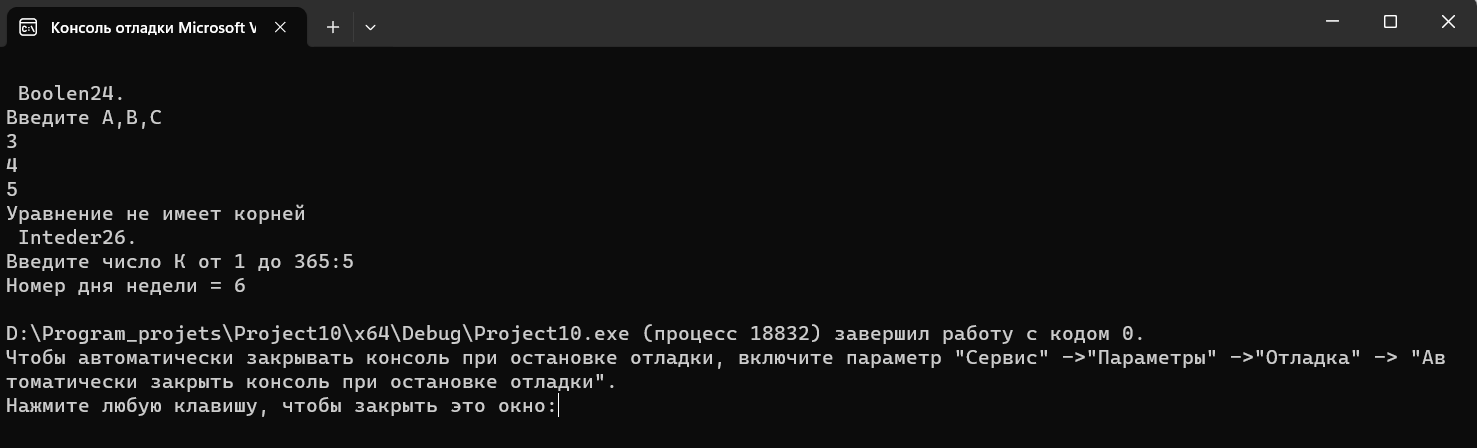 Консоль отладки Microsoft V
Boolen24.
Введите A,B,C
3
4
5
Уравнение не имеет корней
Inteder26.
Введите число К от 1 до 365:5
Номер дня недели = 6
D:\Program_projets\Project10\x64\Debug\Project10.exe (процесс 18832) завершил работу с кодом 0.
Чтобы автоматически закрывать консоль при остановке отладки, включите параметр "Сервис" ->"Параметры" ->"Отладка" -> "Ав
томатически закрыть консоль при остановке отладки".
Нажмите любую клавишу, чтобы закрыть это окно: